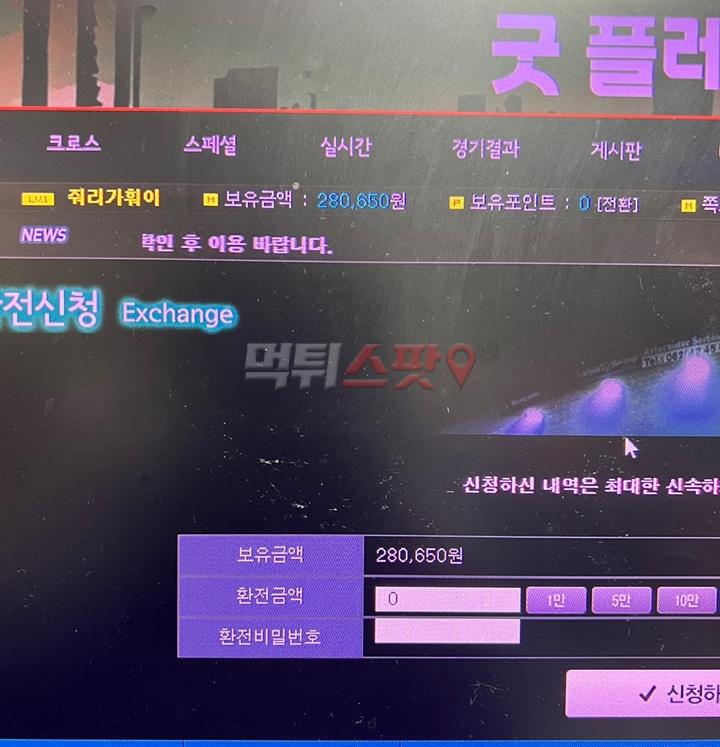 굿 플레
크로스 스페셜 실시간 경기결과 게시판
LV.1 줘리가훠이 M 보유금액 : 280,650원 P 보유포인트 : 0 [전환] M 쪽
NEWS 확인 후 이용 바랍니다.
전신청 Exchange
먹튀스팟
신청하신 내역은 최대한 신속하
보유금액 280,650원
환전금액 0 1만 5만 10만
환전비밀번호
✓ 신청하